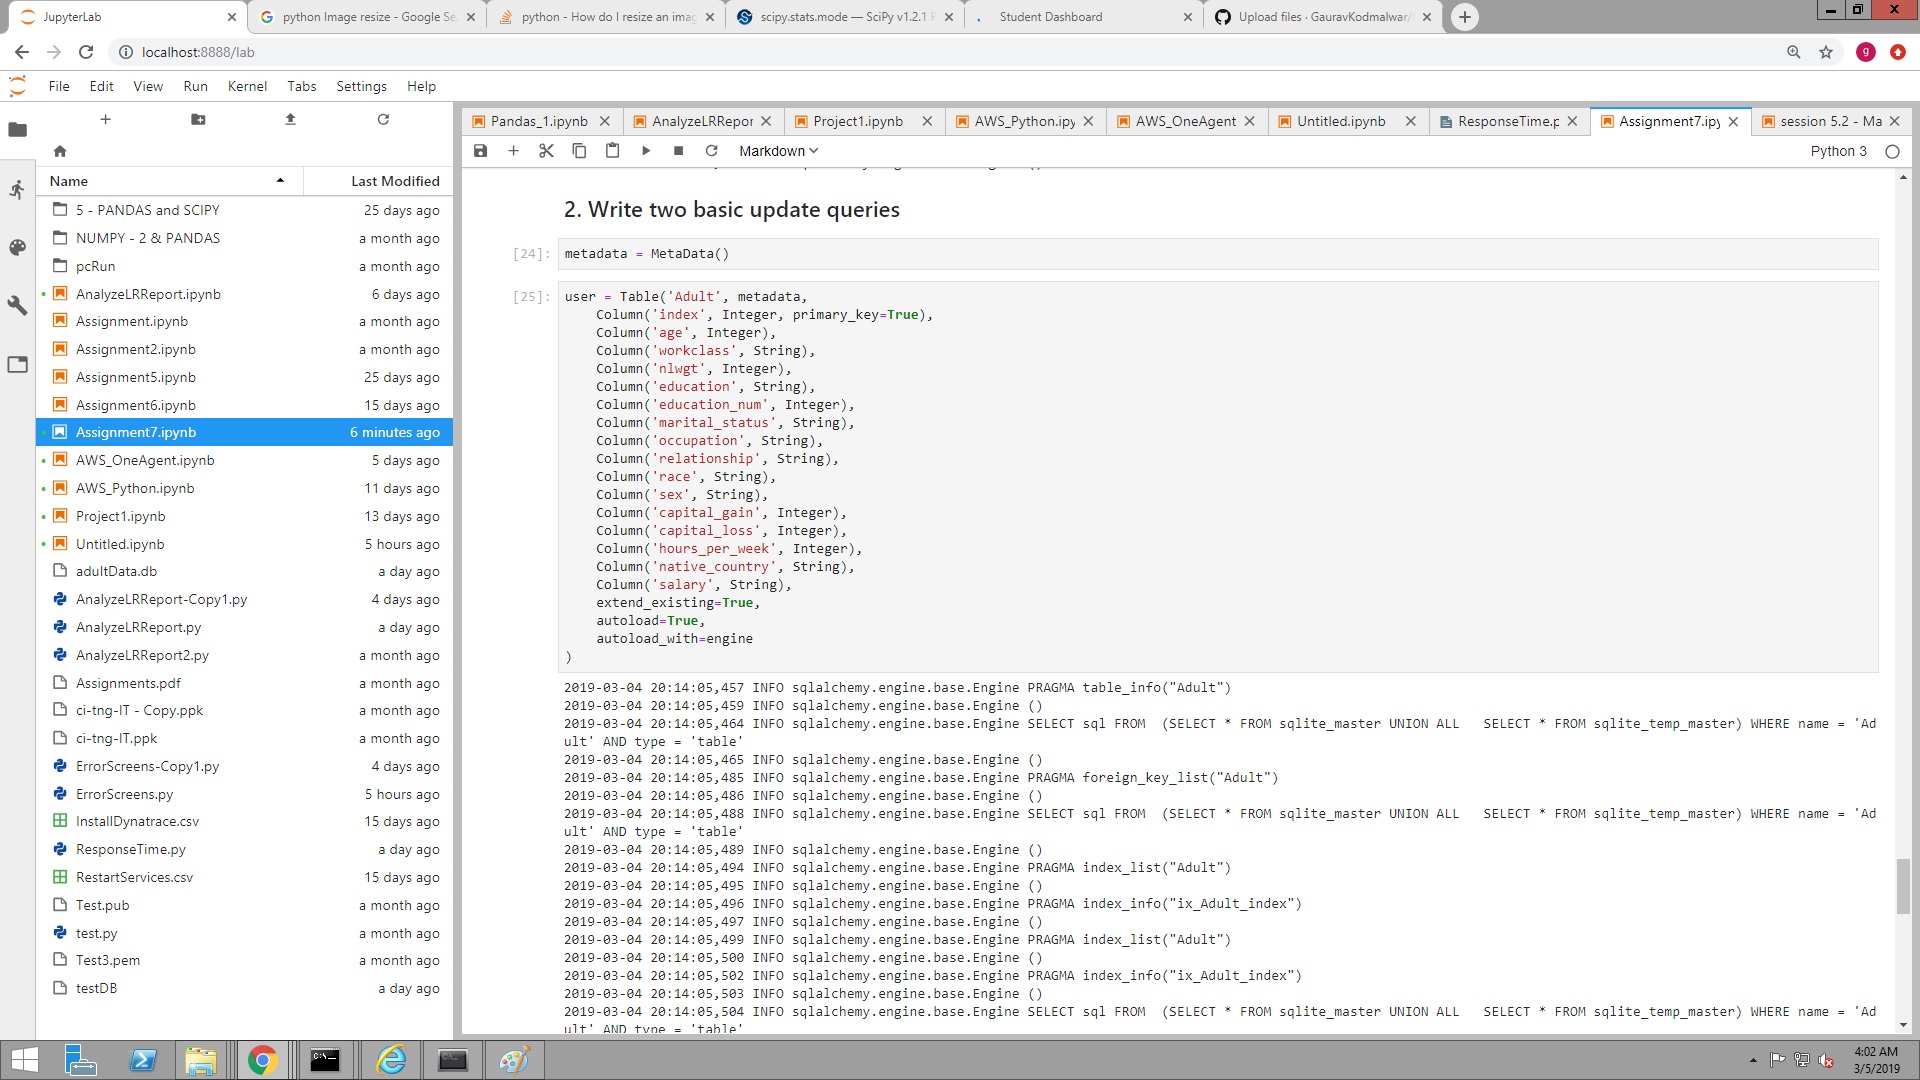 JupyterLab
python Image resize - Google Se
python - How do I resize an imag
scipy.stats.mode — SciPy v1.2.1 R
Student Dashboard
Upload files · GauravKodmalwar/
localhost:8888/lab
g
File Edit View Run Kernel Tabs Settings Help
Pandas_1.ipynb
AnalyzeLRRepor
Project1.ipynb
AWS_Python.ipy
AWS_OneAgent
Untitled.ipynb
ResponseTime.p
Assignment7.ipy
session 5.2 - Ma
Markdown
Python 3
Name Last Modified
5 - PANDAS and SCIPY 25 days ago
NUMPY - 2 & PANDAS a month ago
pcRun a month ago
AnalyzeLRReport.ipynb 6 days ago
Assignment.ipynb a month ago
Assignment2.ipynb a month ago
Assignment5.ipynb 25 days ago
Assignment6.ipynb 15 days ago
Assignment7.ipynb 6 minutes ago
AWS_OneAgent.ipynb 5 days ago
AWS_Python.ipynb 11 days ago
Project1.ipynb 13 days ago
Untitled.ipynb 5 hours ago
adultData.db a day ago
AnalyzeLRReport-Copy1.py 4 days ago
AnalyzeLRReport.py a day ago
AnalyzeLRReport2.py a month ago
Assignments.pdf a month ago
ci-tng-IT - Copy.ppk a month ago
ci-tng-IT.ppk a month ago
ErrorScreens-Copy1.py 4 days ago
ErrorScreens.py 5 hours ago
InstallDynatrace.csv 15 days ago
ResponseTime.py a day ago
RestartServices.csv 15 days ago
Test.pub a month ago
test.py a month ago
Test3.pem a month ago
testDB a day ago
2. Write two basic update queries
[24]: metadata = MetaData()
[25]: user = Table('Adult', metadata,
Column('index', Integer, primary_key=True),
Column('age', Integer),
Column('workclass', String),
Column('nlwgt', Integer),
Column('education', String),
Column('education_num', Integer),
Column('marital_status', String),
Column('occupation', String),
Column('relationship', String),
Column('race', String),
Column('sex', String),
Column('capital_gain', Integer),
Column('capital_loss', Integer),
Column('hours_per_week', Integer),
Column('native_country', String),
Column('salary', String),
extend_existing=True,
autoload=True,
autoload_with=engine
)
2019-03-04 20:14:05,457 INFO sqlalchemy.engine.base.Engine PRAGMA table_info("Adult")
2019-03-04 20:14:05,459 INFO sqlalchemy.engine.base.Engine ()
2019-03-04 20:14:05,464 INFO sqlalchemy.engine.base.Engine SELECT sql FROM  (SELECT * FROM sqlite_master UNION ALL   SELECT * FROM sqlite_temp_master) WHERE name = 'Ad
ult' AND type = 'table'
2019-03-04 20:14:05,465 INFO sqlalchemy.engine.base.Engine ()
2019-03-04 20:14:05,485 INFO sqlalchemy.engine.base.Engine PRAGMA foreign_key_list("Adult")
2019-03-04 20:14:05,486 INFO sqlalchemy.engine.base.Engine ()
2019-03-04 20:14:05,488 INFO sqlalchemy.engine.base.Engine SELECT sql FROM  (SELECT * FROM sqlite_master UNION ALL   SELECT * FROM sqlite_temp_master) WHERE name = 'Ad
ult' AND type = 'table'
2019-03-04 20:14:05,489 INFO sqlalchemy.engine.base.Engine ()
2019-03-04 20:14:05,494 INFO sqlalchemy.engine.base.Engine PRAGMA index_list("Adult")
2019-03-04 20:14:05,495 INFO sqlalchemy.engine.base.Engine ()
2019-03-04 20:14:05,496 INFO sqlalchemy.engine.base.Engine PRAGMA index_info("ix_Adult_index")
2019-03-04 20:14:05,497 INFO sqlalchemy.engine.base.Engine ()
2019-03-04 20:14:05,499 INFO sqlalchemy.engine.base.Engine PRAGMA index_list("Adult")
2019-03-04 20:14:05,500 INFO sqlalchemy.engine.base.Engine ()
2019-03-04 20:14:05,502 INFO sqlalchemy.engine.base.Engine PRAGMA index_info("ix_Adult_index")
2019-03-04 20:14:05,503 INFO sqlalchemy.engine.base.Engine ()
2019-03-04 20:14:05,504 INFO sqlalchemy.engine.base.Engine SELECT sql FROM  (SELECT * FROM sqlite_master UNION ALL   SELECT * FROM sqlite_temp_master) WHERE name = 'Ad
ult' AND type = 'table'
4:02 AM
3/5/2019